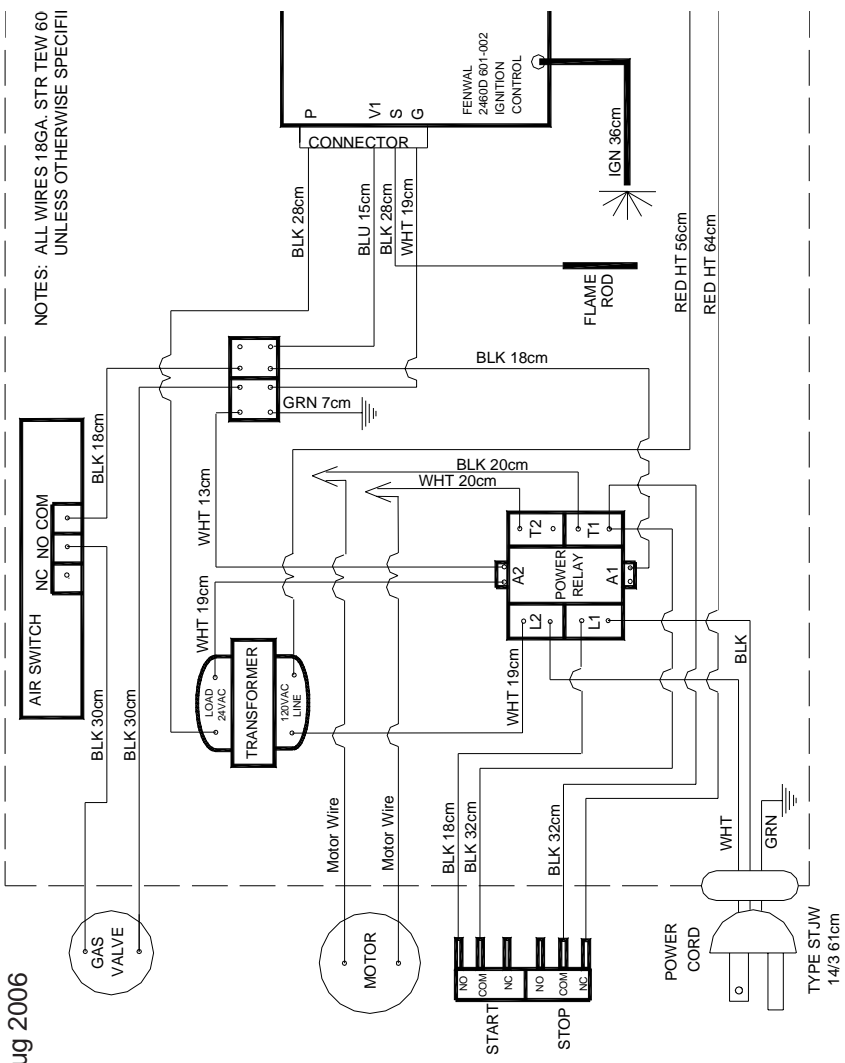 NOTES: ALL WIRES 18GA. STR TEW 60
UNLESS OTHERWISE SPECIFI
P
V1
S
G
CONNECTOR
FENWAL
2460D 601-002
IGNITION
CONTROL
IGN 36cm
BLK 28cm
BLU 15cm
BLK 28cm
WHT 19cm
FLAME
ROD
RED HT 56cm
RED HT 64cm
BLK 18cm
GRN 7cm
AIR SWITCH
NC
NO
COM
BLK 18cm
WHT 13cm
BLK 20cm
WHT 20cm
WHT 19cm
LOAD
24VAC
TRANSFORMER
120VAC
LINE
T2
T1
A2
POWER
RELAY
A1
L2
L1
WHT 19cm
BLK
BLK 30cm
BLK 30cm
Motor Wire
Motor Wire
BLK 18cm
BLK 32cm
BLK 32cm
WHT
GRN
GAS
VALVE
MOTOR
NO
COM
NC
NO
COM
NC
START
STOP
POWER
CORD
TYPE STJW
14/3 61cm
ug 2006